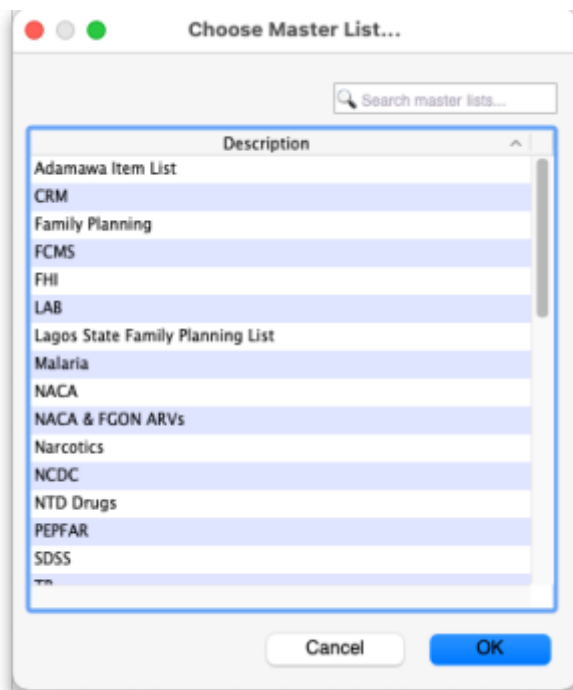 Choose Master List...
Search master lists...
Description
Adamawa Item List
CRM
Family Planning
FCMS
FHI
LAB
Lagos State Family Planning List
Malaria
NACA
NACA & FGON ARVs
Narcotics
NCDC
NTD Drugs
PEPFAR
SDSS
Cancel
OK